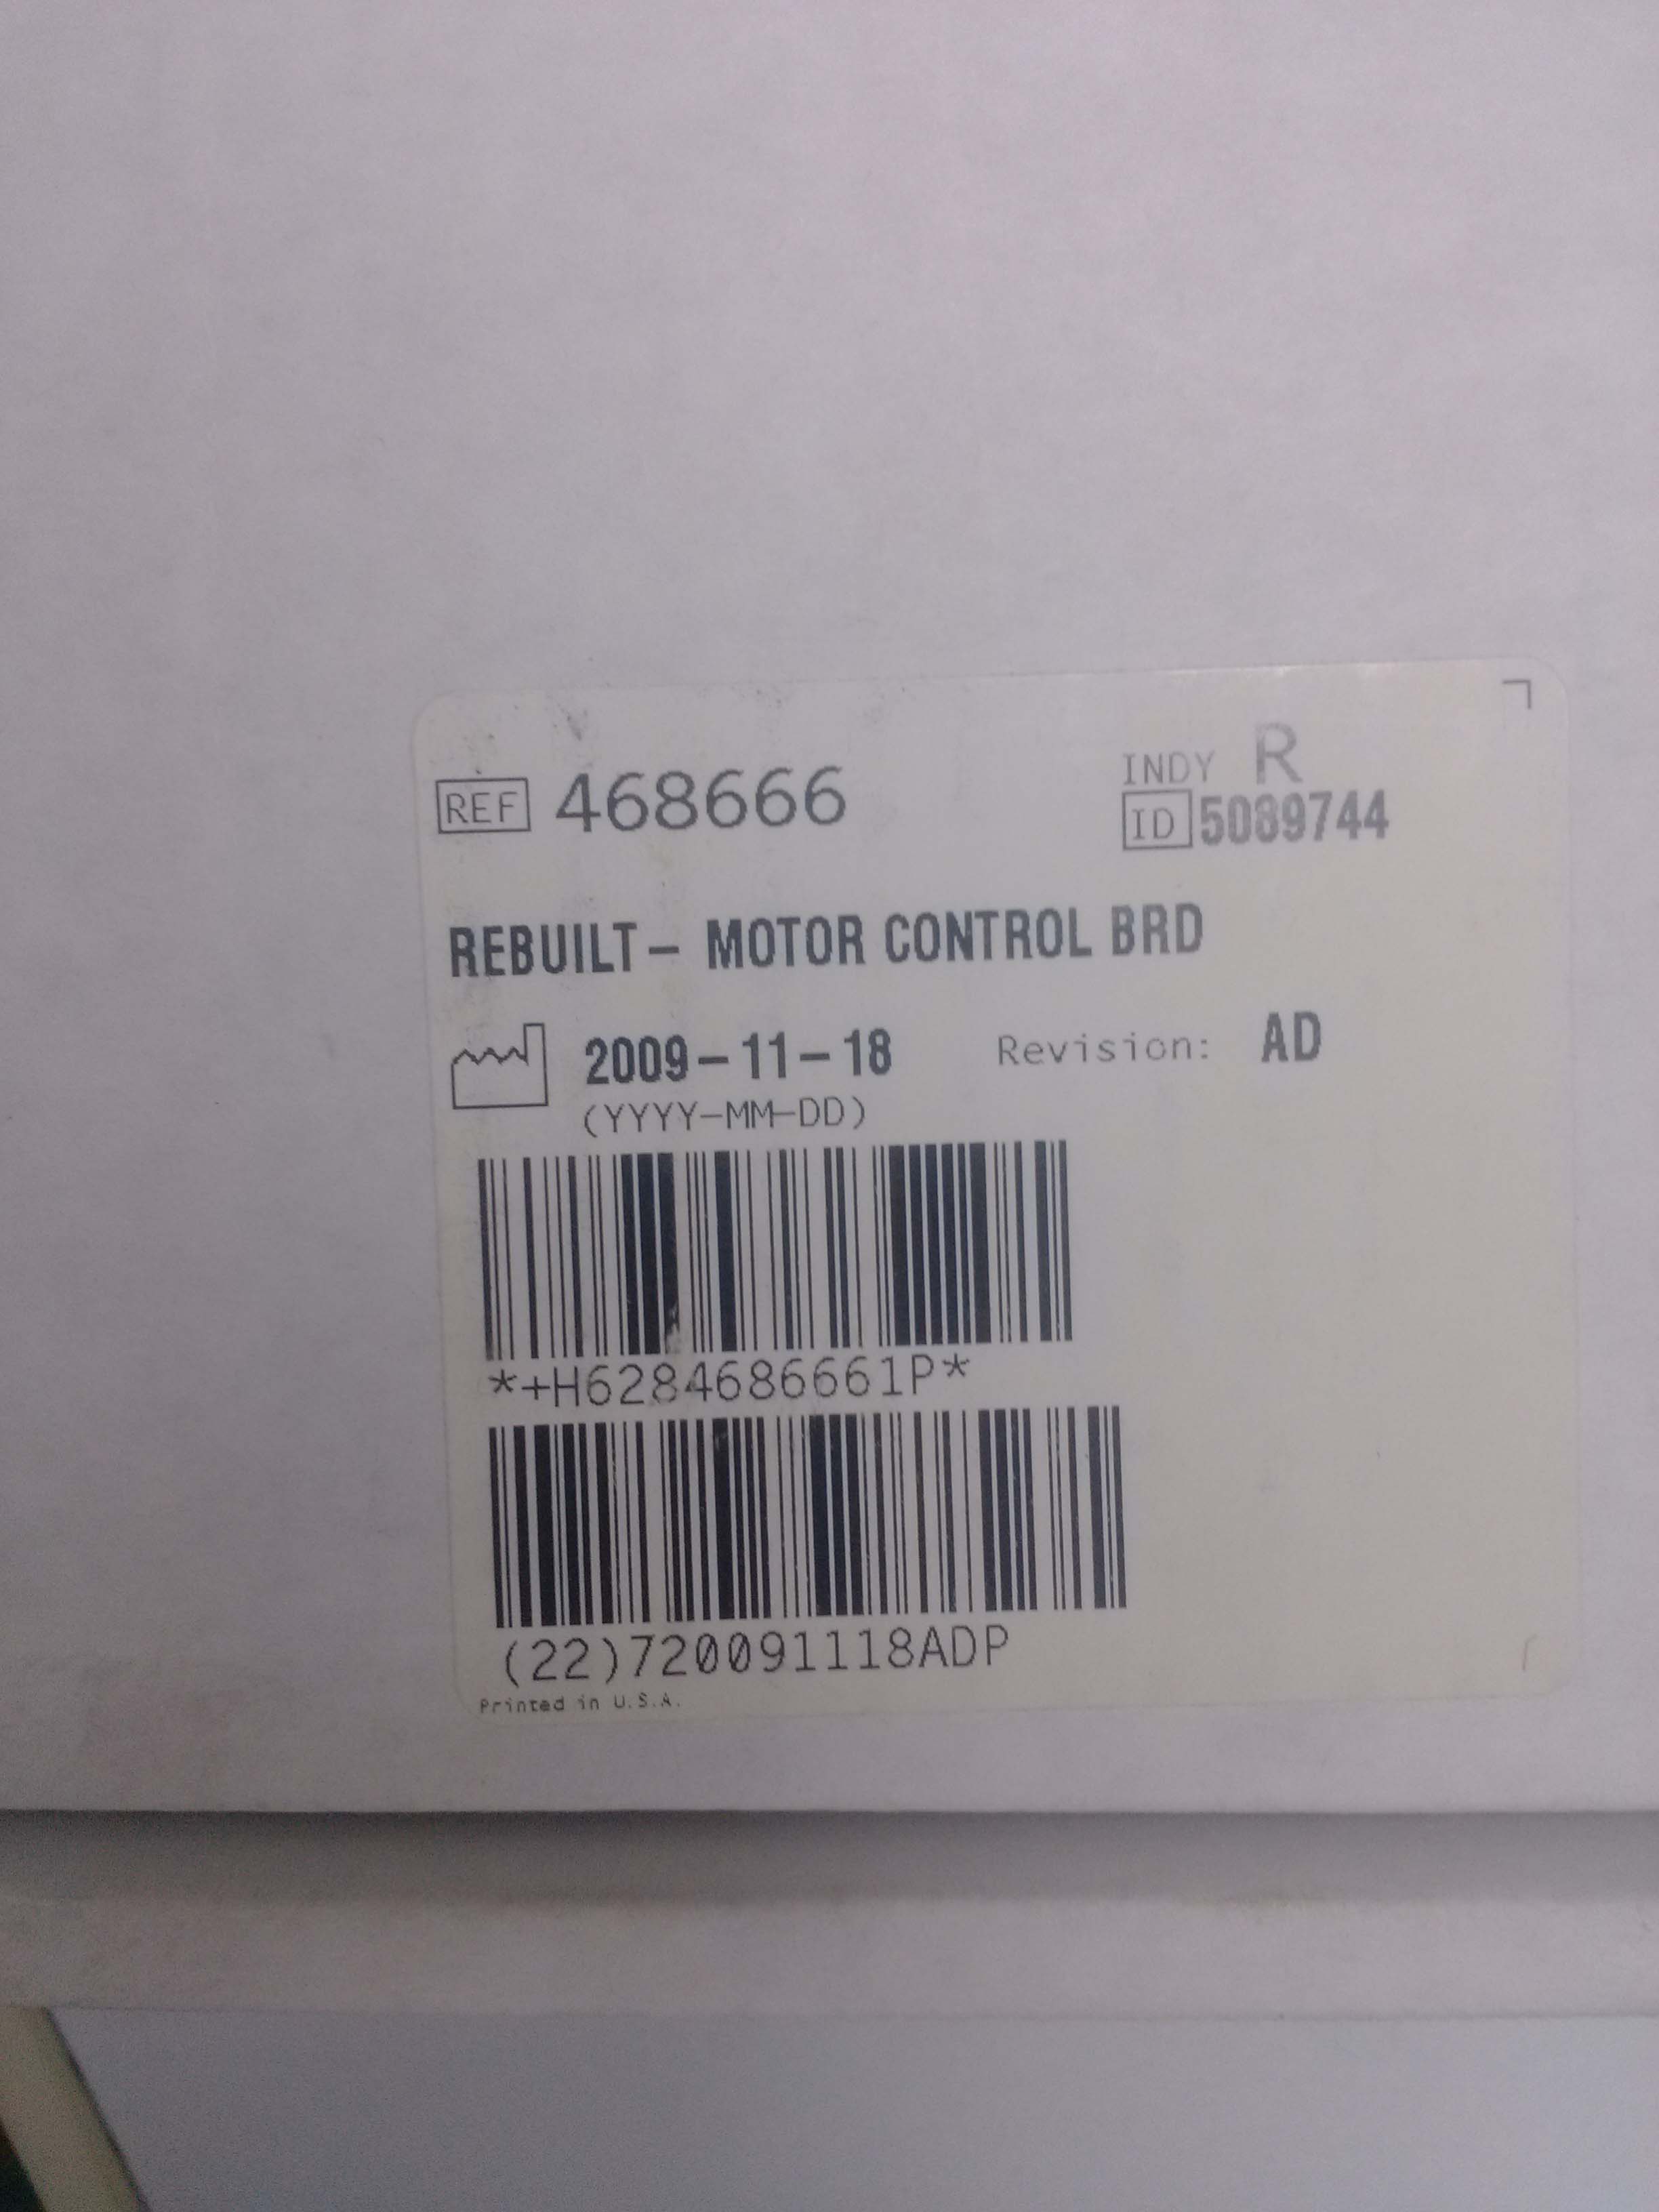 REF 468666
INDY R
ID 5089744
REBUILT- MOTOR CONTROL BRD
2009-11-18 Revision: AD
(YYYY-MM-DD)
*+H6284686661P*
(22)720091118ADP
Printed in U.S.A.